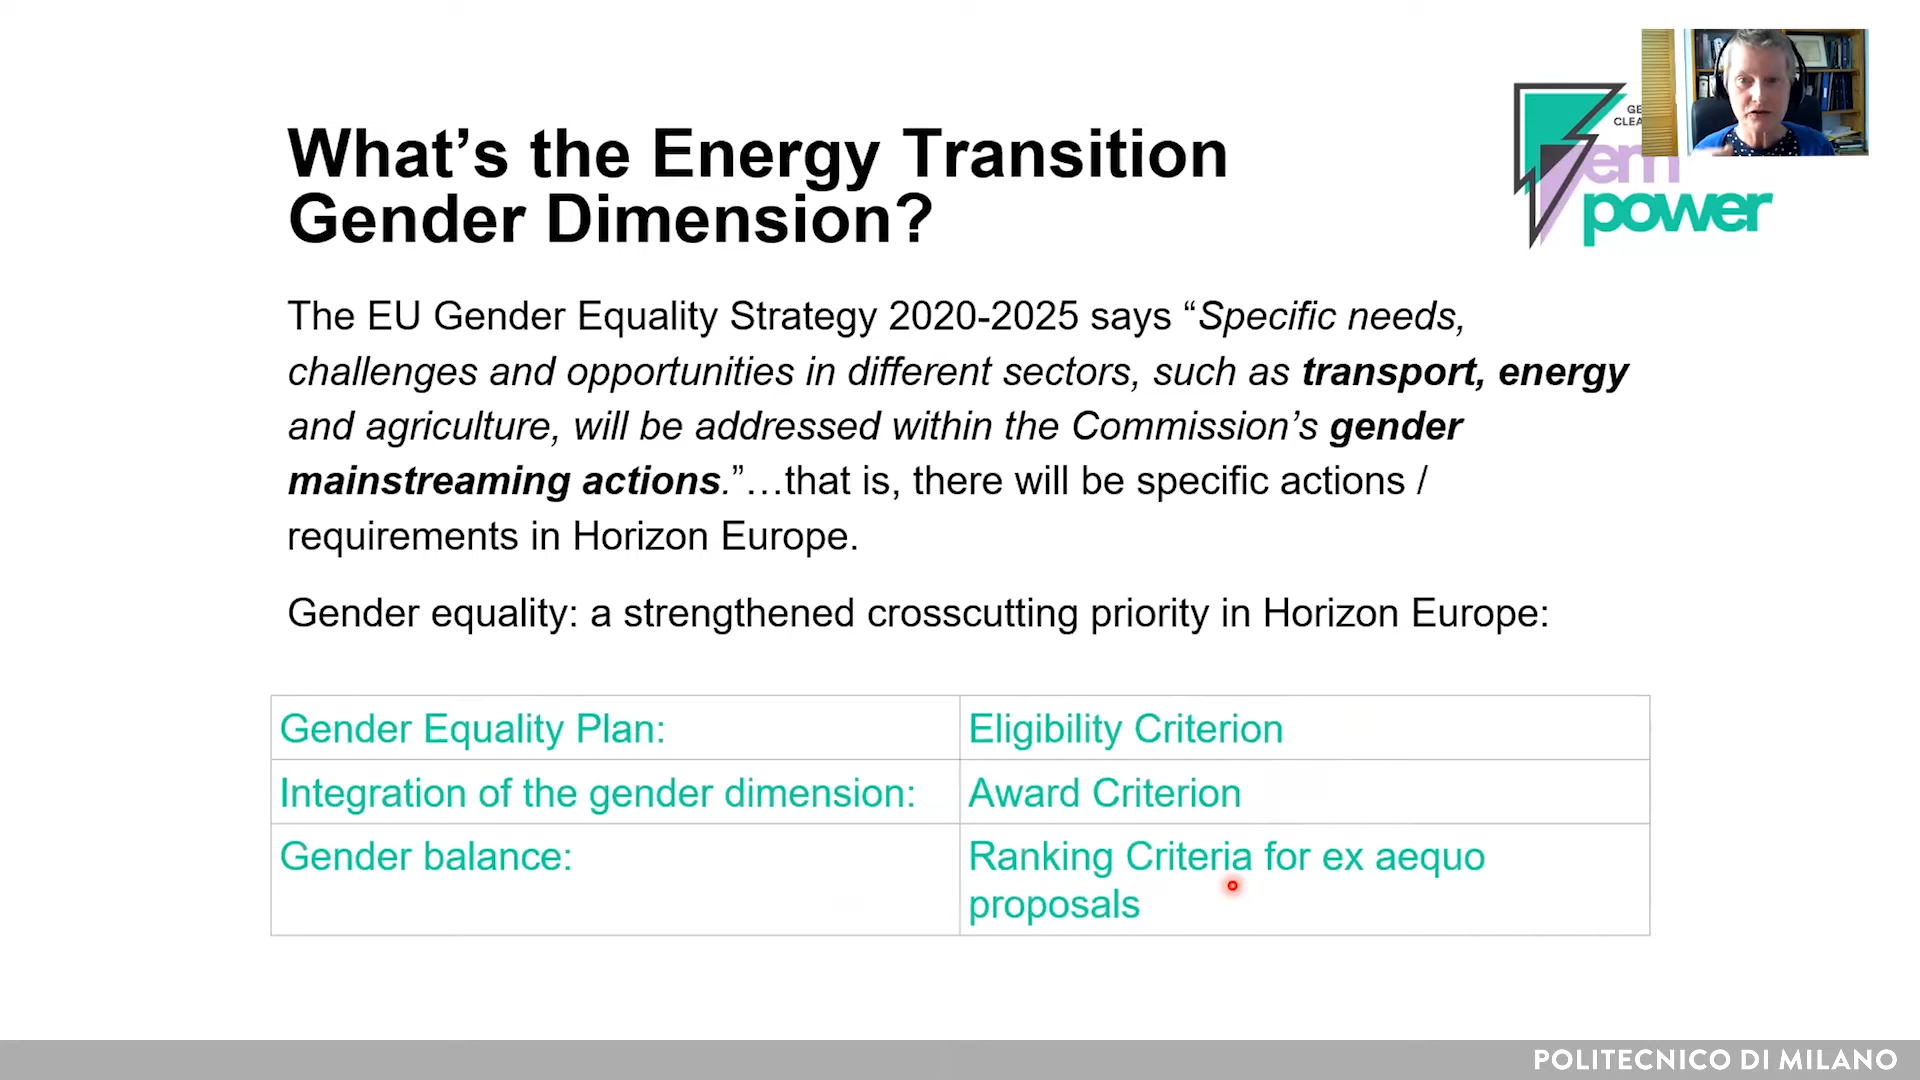 What’s the Energy Transition
Gender Dimension?
em
power
The EU Gender Equality Strategy 2020-2025 says “Specific needs,
challenges and opportunities in different sectors, such as transport, energy
and agriculture, will be addressed within the Commission’s gender
mainstreaming actions.”…that is, there will be specific actions /
requirements in Horizon Europe.
Gender equality: a strengthened crosscutting priority in Horizon Europe:
Gender Equality Plan: Eligibility Criterion
Integration of the gender dimension: Award Criterion
Gender balance: Ranking Criteria for ex aequo
proposals
POLITECNICO DI MILANO